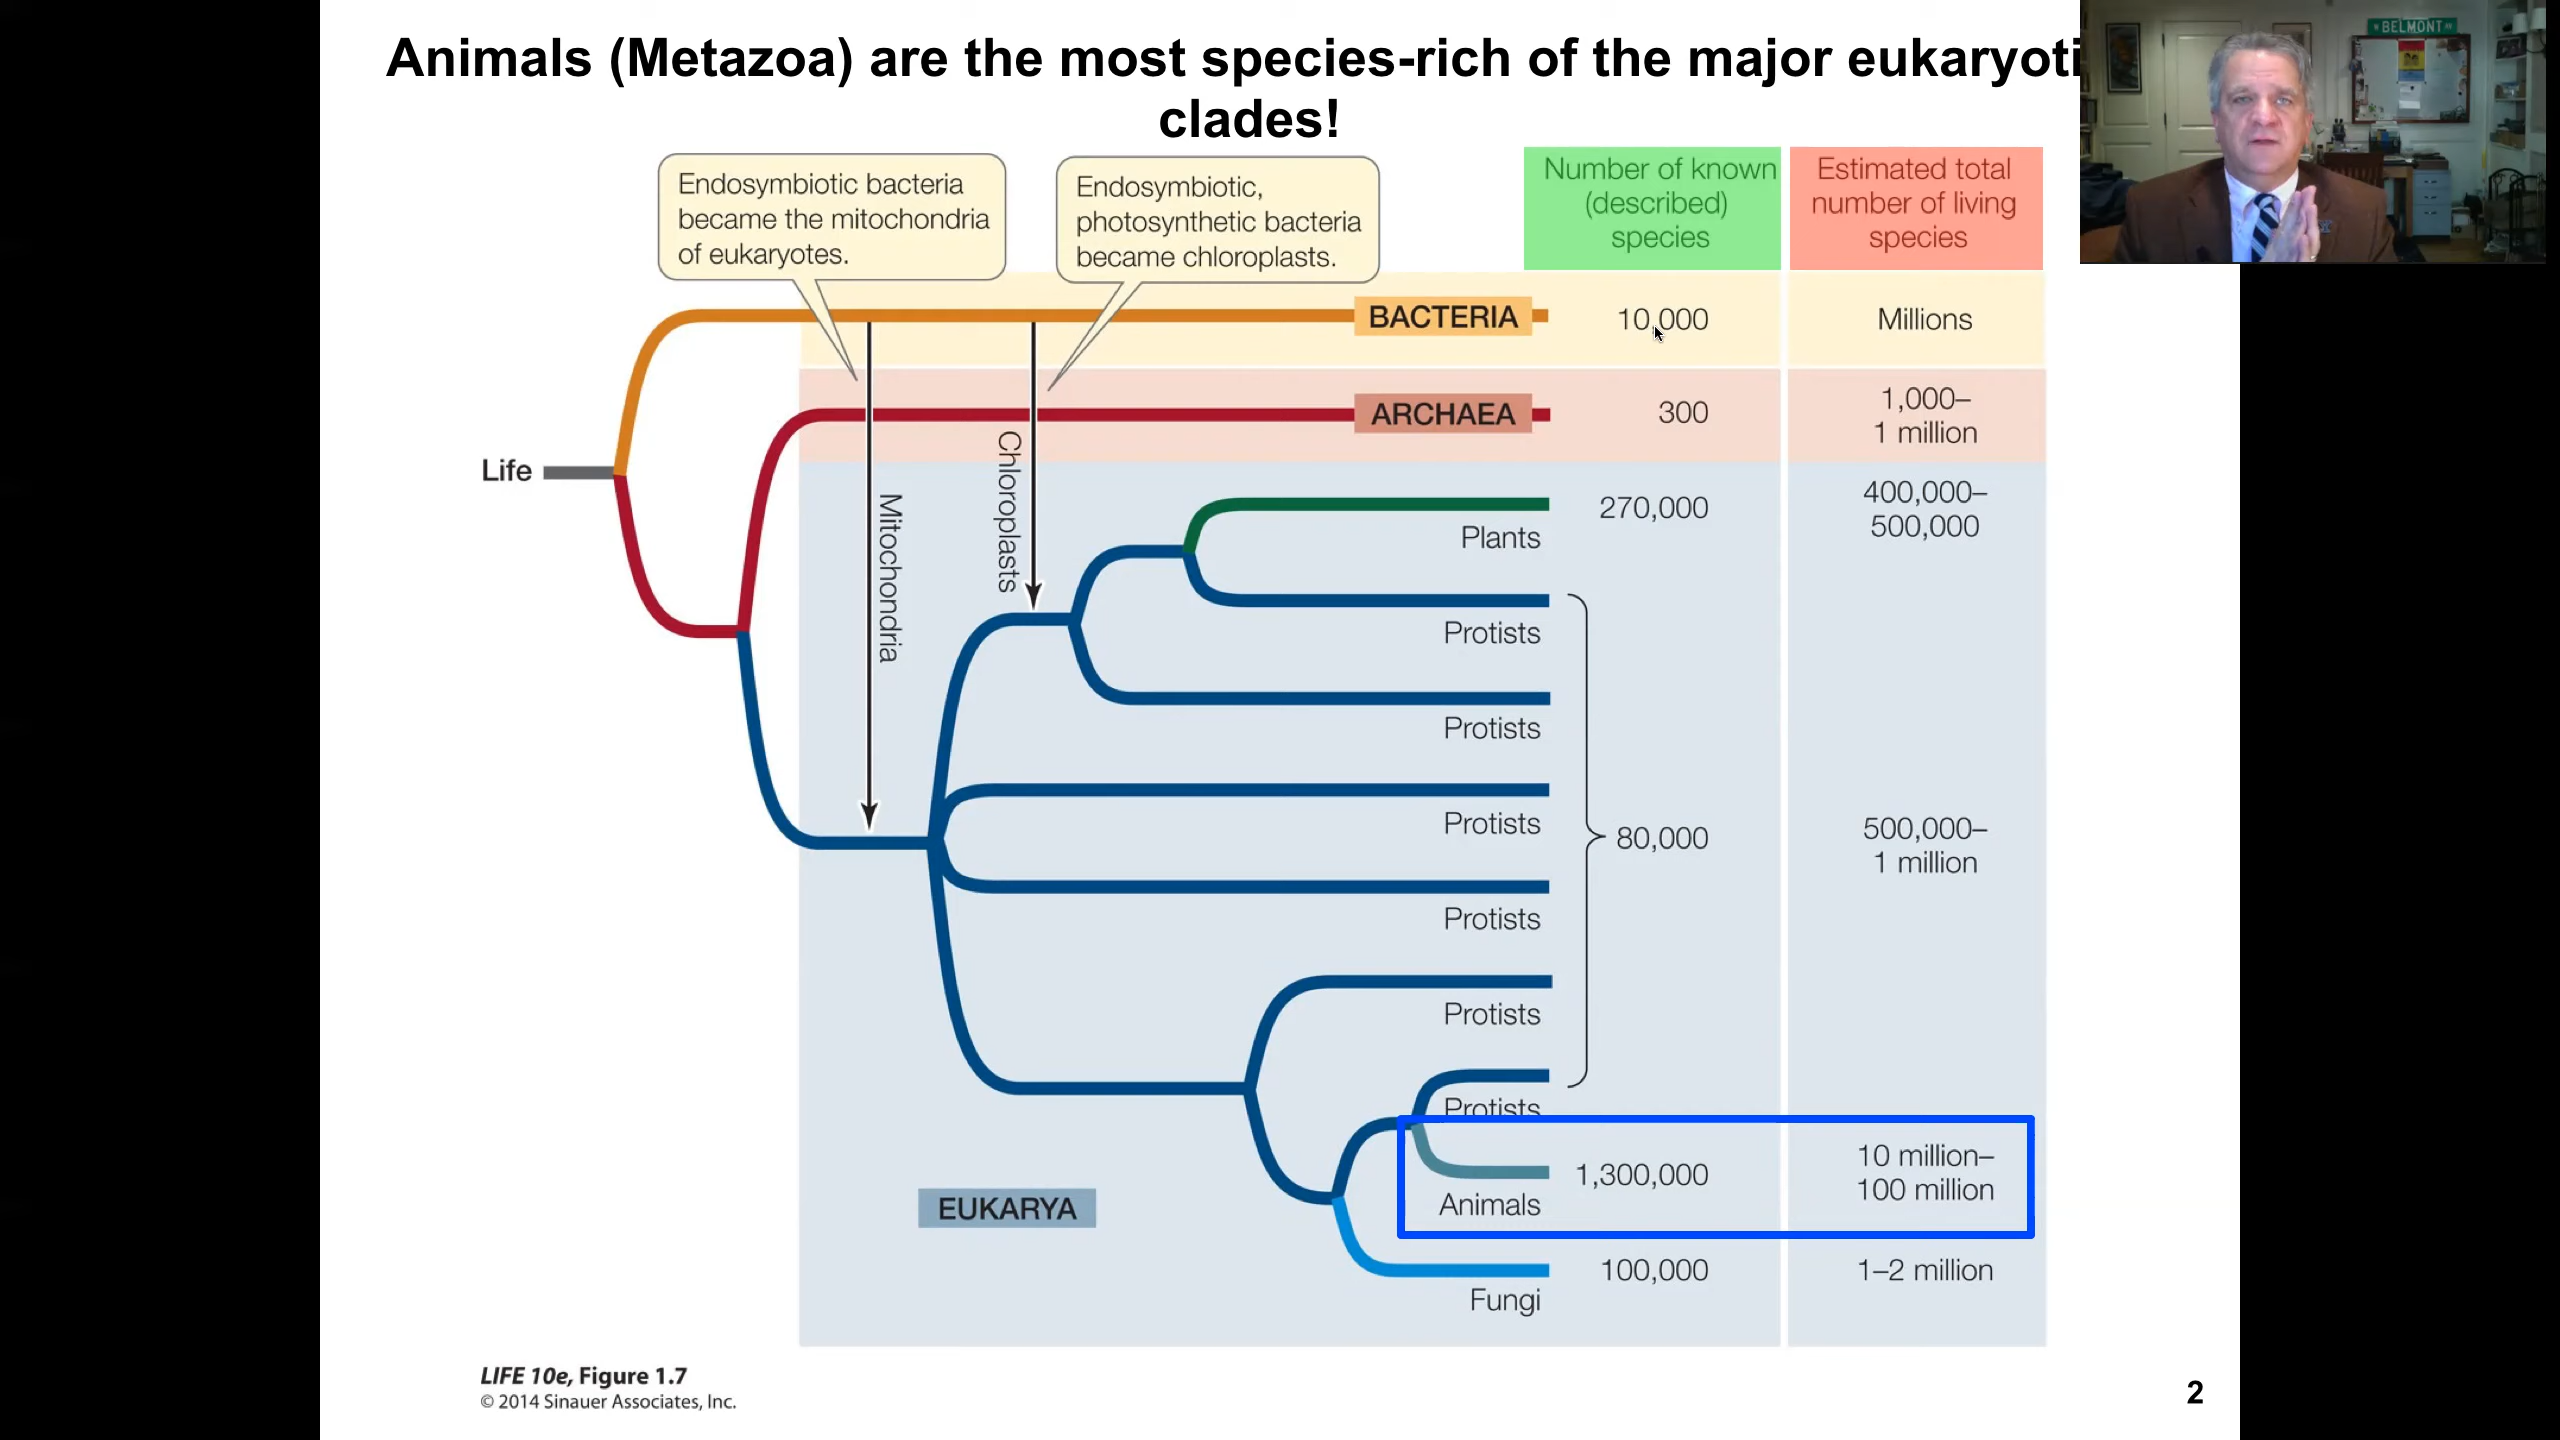 Animals (Metazoa) are the most species-rich of the major eukaryoti
clades!
BELMONT
Endosymbiotic bacteria
became the mitochondria
of eukaryotes.
Endosymbiotic,
photosynthetic bacteria
became chloroplasts.
Number of known
(described)
species
Estimated total
number of living
species
BACTERIA
10,000
Millions
ARCHAEA
300
1,000–
1 million
Life
Chloroplasts
Mitochondria
Plants
270,000
400,000–
500,000
Protists
Protists
Protists
80,000
500,000–
1 million
Protists
Protists
Protists
Animals
1,300,000
10 million–
100 million
EUKARYA
Fungi
100,000
1–2 million
LIFE 10e, Figure 1.7
© 2014 Sinauer Associates, Inc.
2